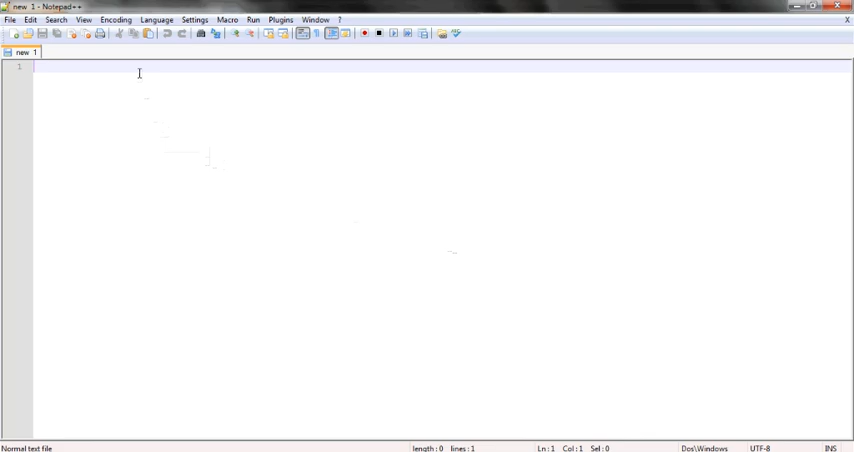 new 1 - Notepad++
File Edit Search View Encoding Language Settings Macro Run Plugins Window ? X
new 1
1
Normal text file length : 0 lines : 1 Ln : 1 Col : 1 Sel : 0 Dos\Windows UTF-8 INS